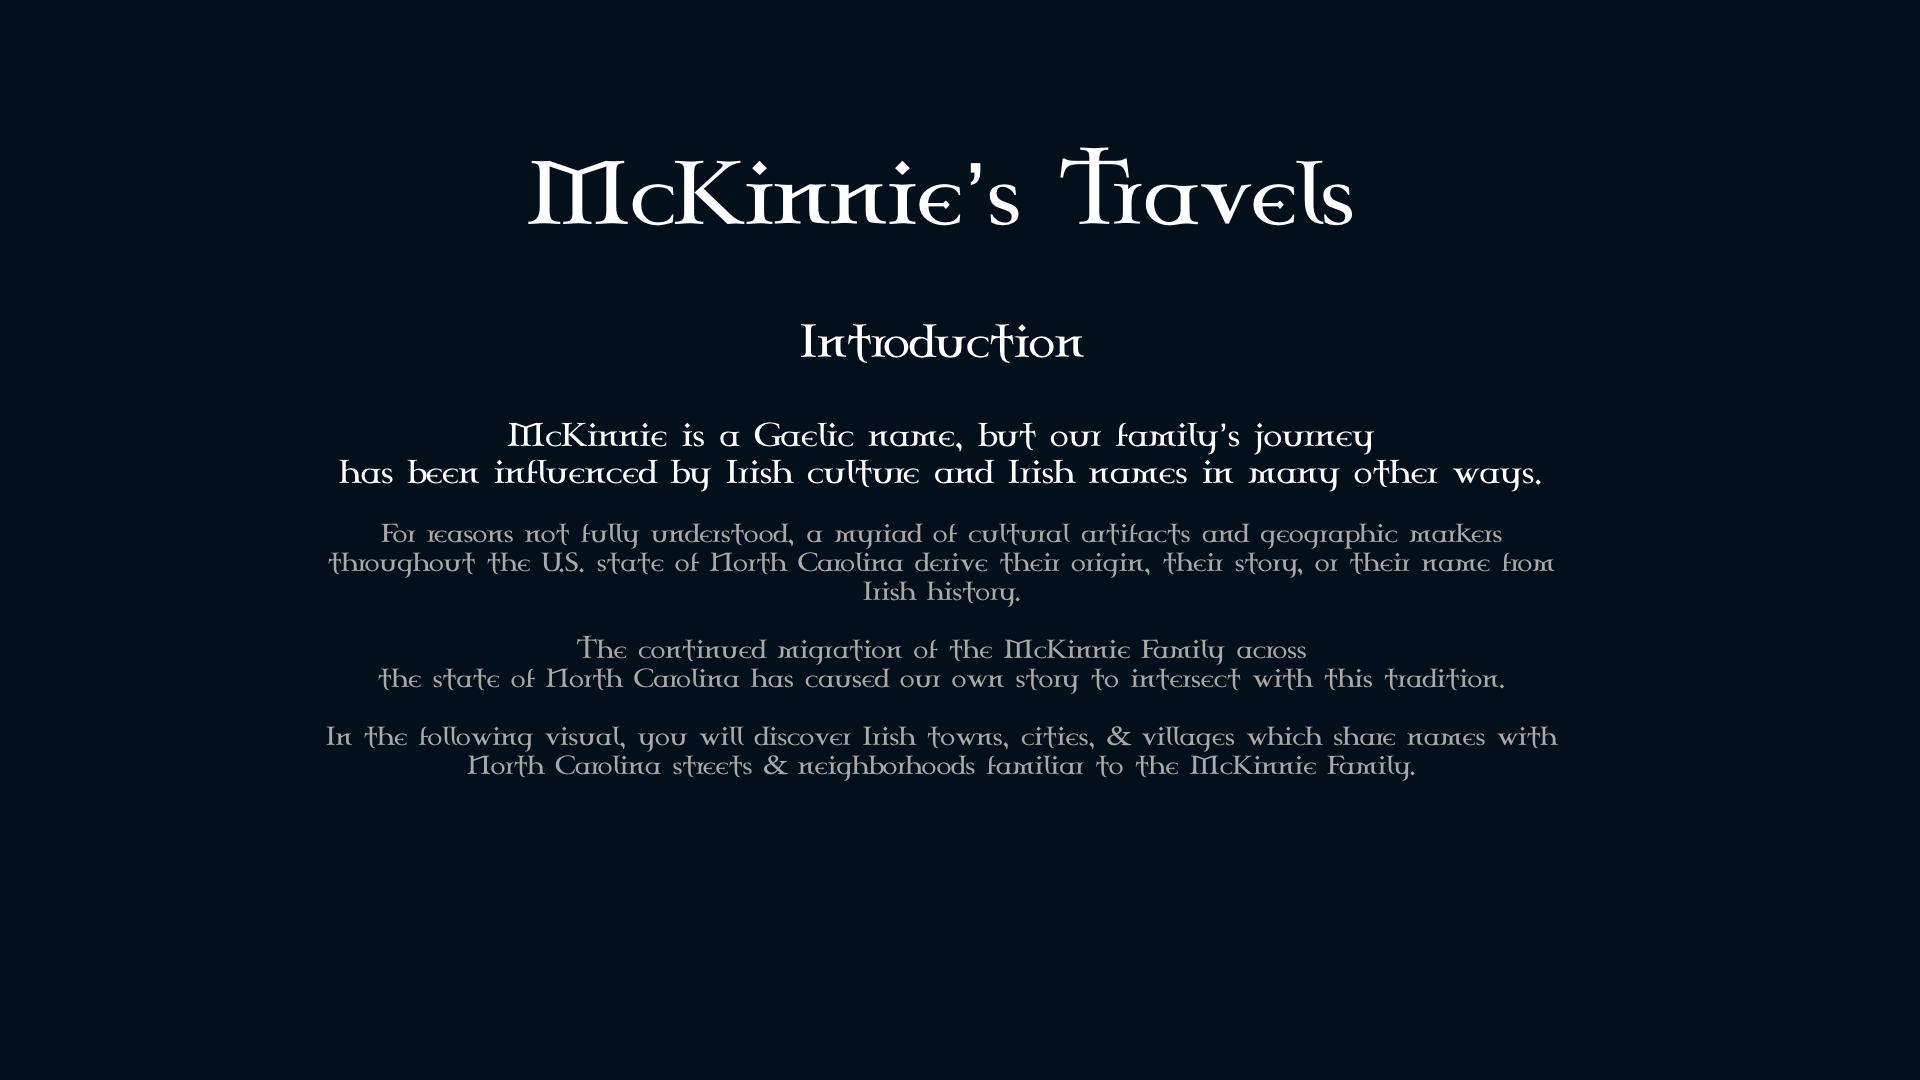 McKinnie's Travels
Introduction
McKinnie is a Gaelic name, but our family's journey
has been influenced by Irish culture and Irish names in many other ways.
For reasons not fully understood, a myriad of cultural artifacts and geographic markers
throughout the U.S. state of North Carolina derive their origin, their story, or their name from
Irish history.
The continued migration of the McKinnie Family across
the state of North Carolina has caused our own story to intersect with this tradition.
In the following visual, you will discover Irish towns, cities, & villages which share names with
North Carolina streets & neighborhoods familiar to the McKinnie Family.